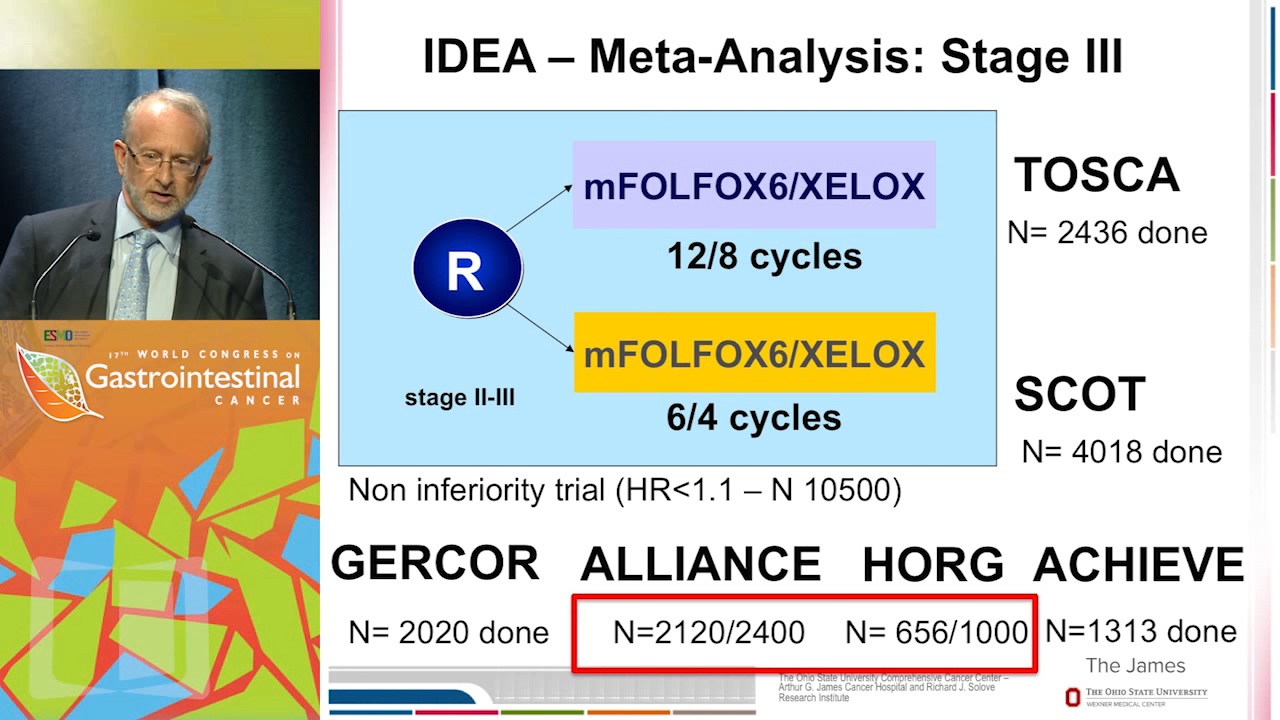 IDEA – Meta-Analysis: Stage III
mFOLFOX6/XELOX
12/8 cycles
R
mFOLFOX6/XELOX
6/4 cycles
stage II-III
TOSCA
N= 2436 done
SCOT
N= 4018 done
Non inferiority trial (HR<1.1 – N 10500)
GERCOR
N= 2020 done
ALLIANCE
N=2120/2400
HORG
N= 656/1000
ACHIEVE
N=1313 done
The James
The Ohio State University Comprehensive Cancer Center –
Arthur G. James Cancer Hospital and Richard J. Solove
Research Institute
THE OHIO STATE UNIVERSITY
WEXNER MEDICAL CENTER
ESMO
17TH WORLD CONGRESS ON
Gastrointestinal
CANCER